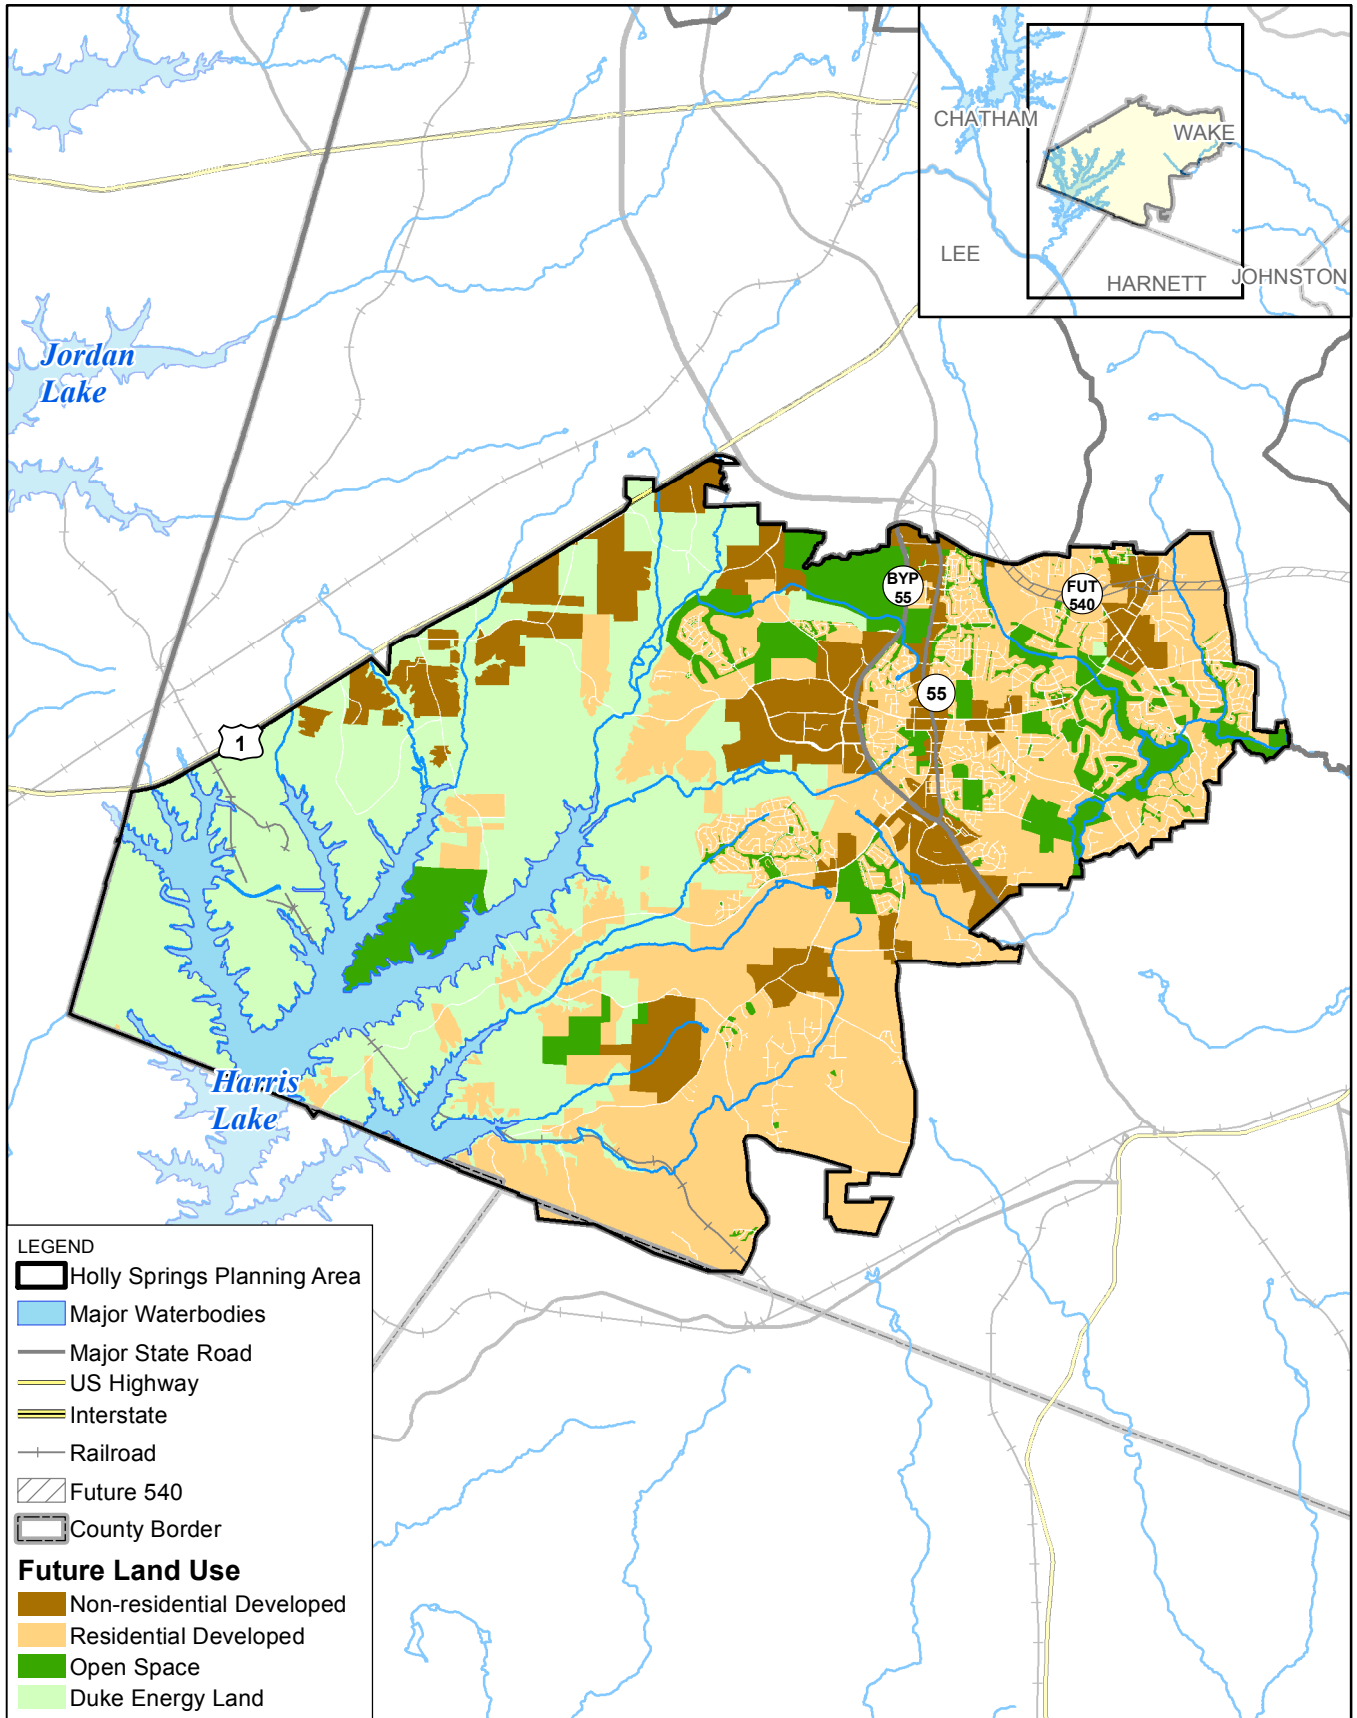 CHATHAM
WAKE
LEE
HARNETT
JOHNSTON
Jordan
Lake
BYP
55
FUT
540
55
1
Harris
Lake
LEGEND
Holly Springs Planning Area
Major Waterbodies
Major State Road
US Highway
Interstate
Railroad
Future 540
County Border
Future Land Use
Non-residential Developed
Residential Developed
Open Space
Duke Energy Land